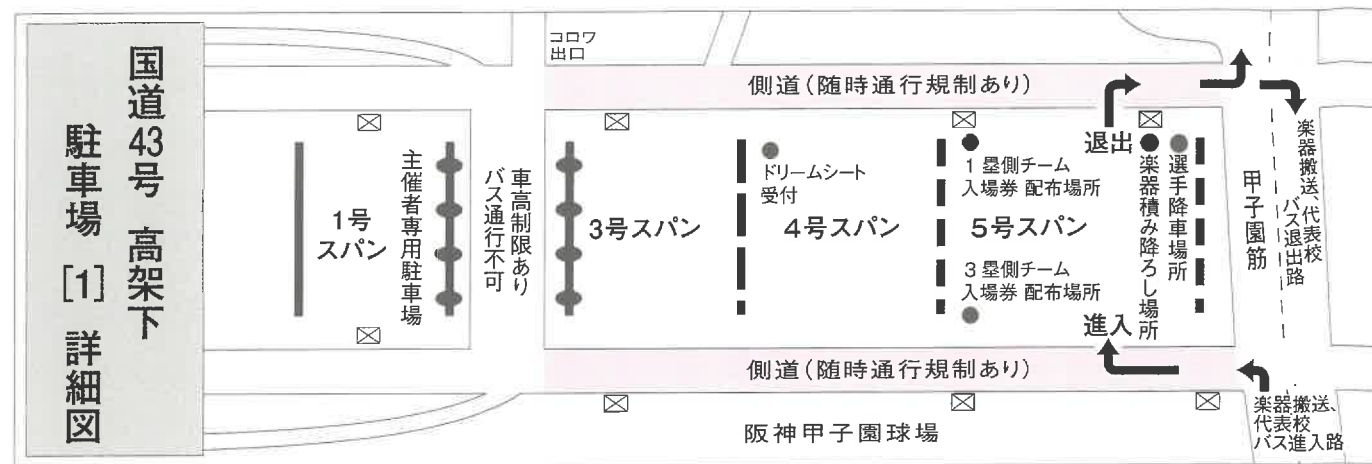 国道43号 高架下
駐車場 [1] 詳細図
コロワ
出口
側道(随時通行規制あり)
1号
スパン
主催者専用駐車場
車高制限あり
バス通行不可
3号スパン
ドリームシート
受付
4号スパン
1塁側チーム
入場券 配布場所
5号スパン
3塁側チーム
入場券 配布場所
退出
進入
楽器積み降ろし場所
選手降車場所
甲子園筋
楽器搬送、代表校
バス退出路
側道(随時通行規制あり)
楽器搬送、
代表校
バス進入路
阪神甲子園球場